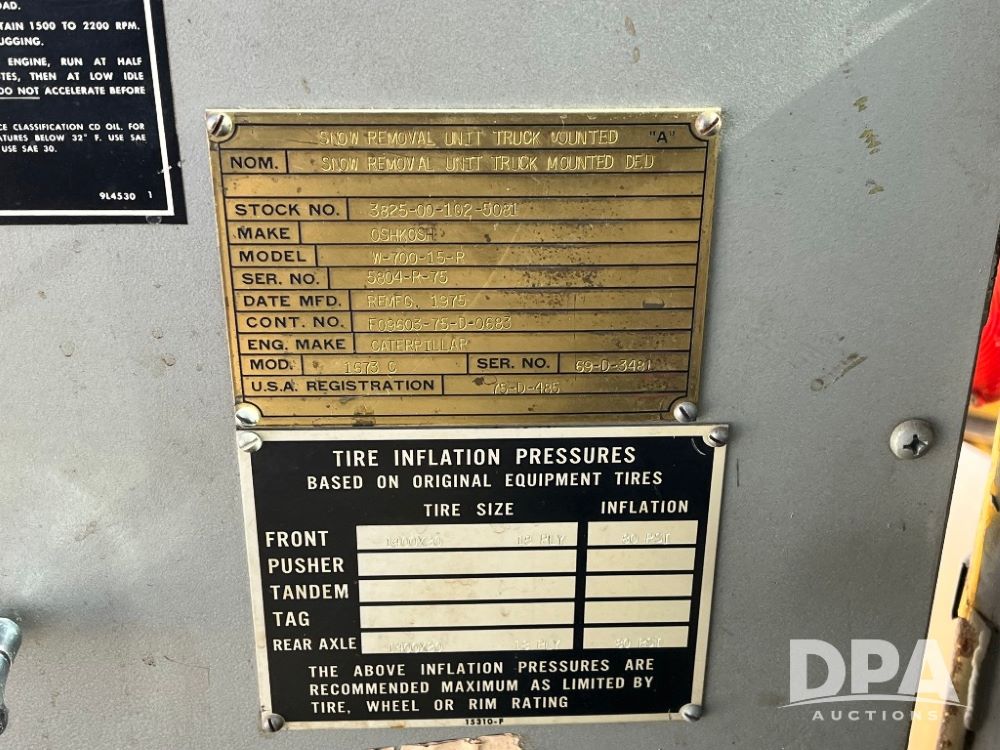 OAD.
TAIN 1500 TO 2200 RPM.
UGGING.
ENGINE, RUN AT HALF
TES, THEN AT LOW IDLE
DO NOT ACCELERATE BEFORE
CE CLASSIFICATION CD OIL. FOR
ATURES BELOW 32° F. USE SAE
USE SAE 30.
9L4530 1
SNOW REMOVAL UNIT TRUCK MOUNTED "A"
NOM. SNOW REMOVAL UNIT TRUCK MOUNTED DED
STOCK NO. 3825-00-102-5081
MAKE OSHKOSH
MODEL W-700-15-R
SER. NO. 5804-R-75
DATE MFD. REMFG. 1975
CONT. NO. F09603-75-D-0683
ENG. MAKE CATERPILLAR
MOD. 1673 C SER. NO. 69-D-3481
U.S.A. REGISTRATION 75-D-485
TIRE INFLATION PRESSURES
BASED ON ORIGINAL EQUIPMENT TIRES
TIRE SIZE INFLATION
FRONT PLY 80 PSI
PUSHER
TANDEM
TAG
REAR AXLE PLY 80 PSI
THE ABOVE INFLATION PRESSURES ARE
RECOMMENDED MAXIMUM AS LIMITED BY
TIRE, WHEEL OR RIM RATING
15310-P
DPA
AUCTIONS